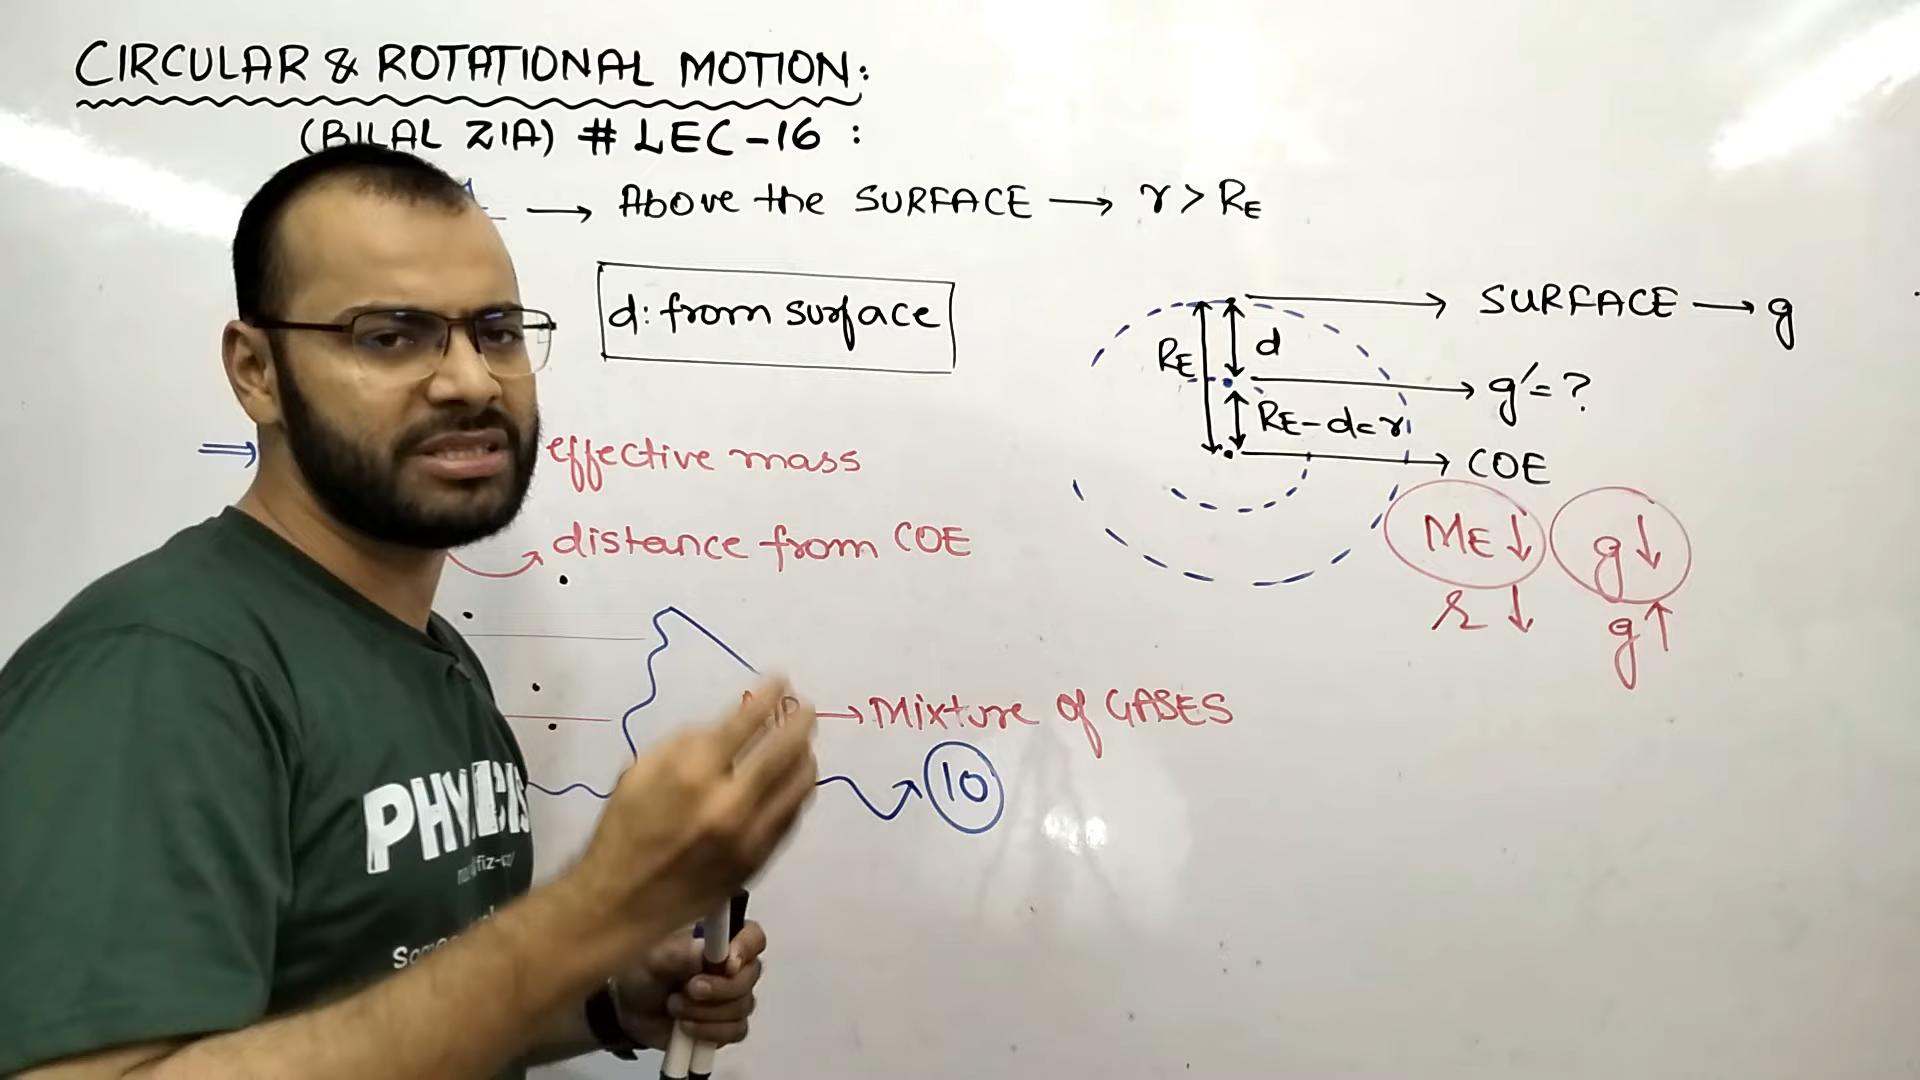 CIRCULAR & ROTATIONAL MOTION:
(BILAL ZIA) # LEC-16 :
→ Above the SURFACE → r > RE
d: from surface
SURFACE → g
RE
d
g′= ?
RE - d = r
COE
effective mass
distance from COE
ME↓ g↓
r ↓ g↑
→ Mixture of GASES
10
PHY